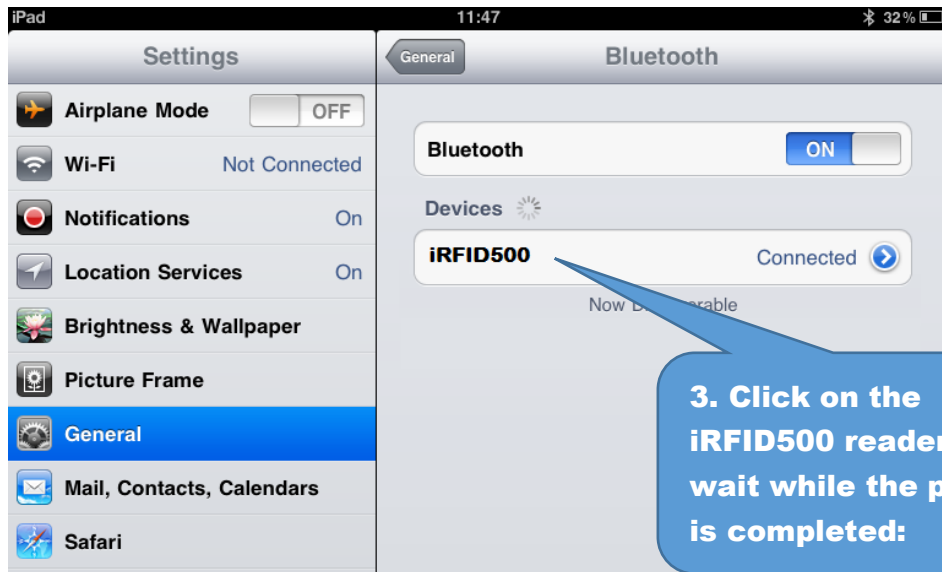 iPad 11:47 32%
Settings
Airplane Mode OFF
Wi-Fi Not Connected
Notifications On
Location Services On
Brightness & Wallpaper
Picture Frame
General
Mail, Contacts, Calendars
Safari
General Bluetooth
Bluetooth ON
Devices
iRFID500 Connected
Now
3. Click on the
iRFID500
wait while the
is completed: